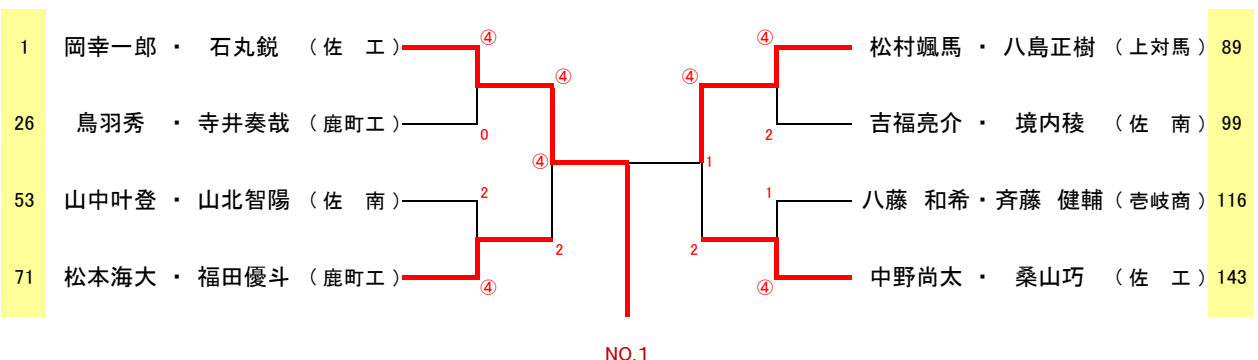 1 岡幸一郎 ・ 石丸鋭 （佐 工） ④ ④ 松村颯馬 ・ 八島正樹 （上対馬） 89
④ ④
26 鳥羽秀 ・ 寺井奏哉 （鹿町工） 0 2 吉福亮介 ・ 境内稜 （佐 南） 99
④ 1
53 山中叶登 ・ 山北智陽 （佐 南） 2 1 八藤 和希・斉藤 健輔（壱岐商） 116
2 2
71 松本海大 ・ 福田優斗 （鹿町工） ④ ④ 中野尚太 ・ 桑山巧 （佐 工） 143
NO.1